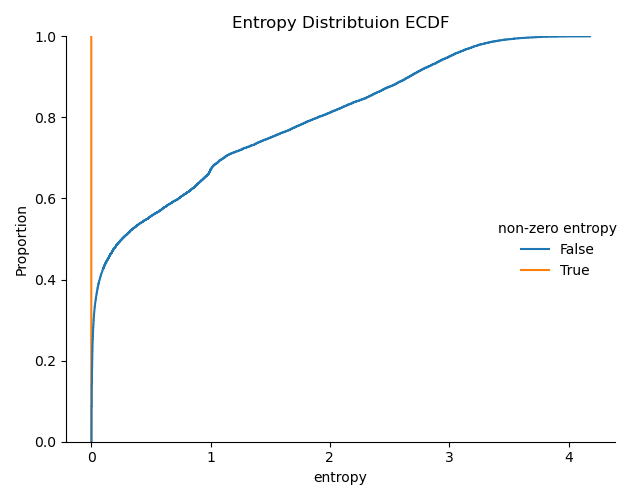 Entropy Distribtuion ECDF
1.0
0.8
0.6
0.4
0.2
0.0
Proportion
non-zero entropy
False
True
0 1 2 3 4
entropy